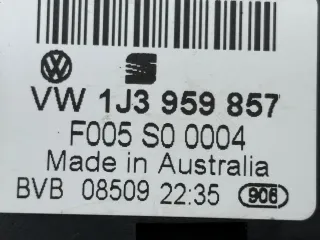 VW 1J3 959 857
F005 S0 0004
Made in Australia
BVB 08509 22:35 906